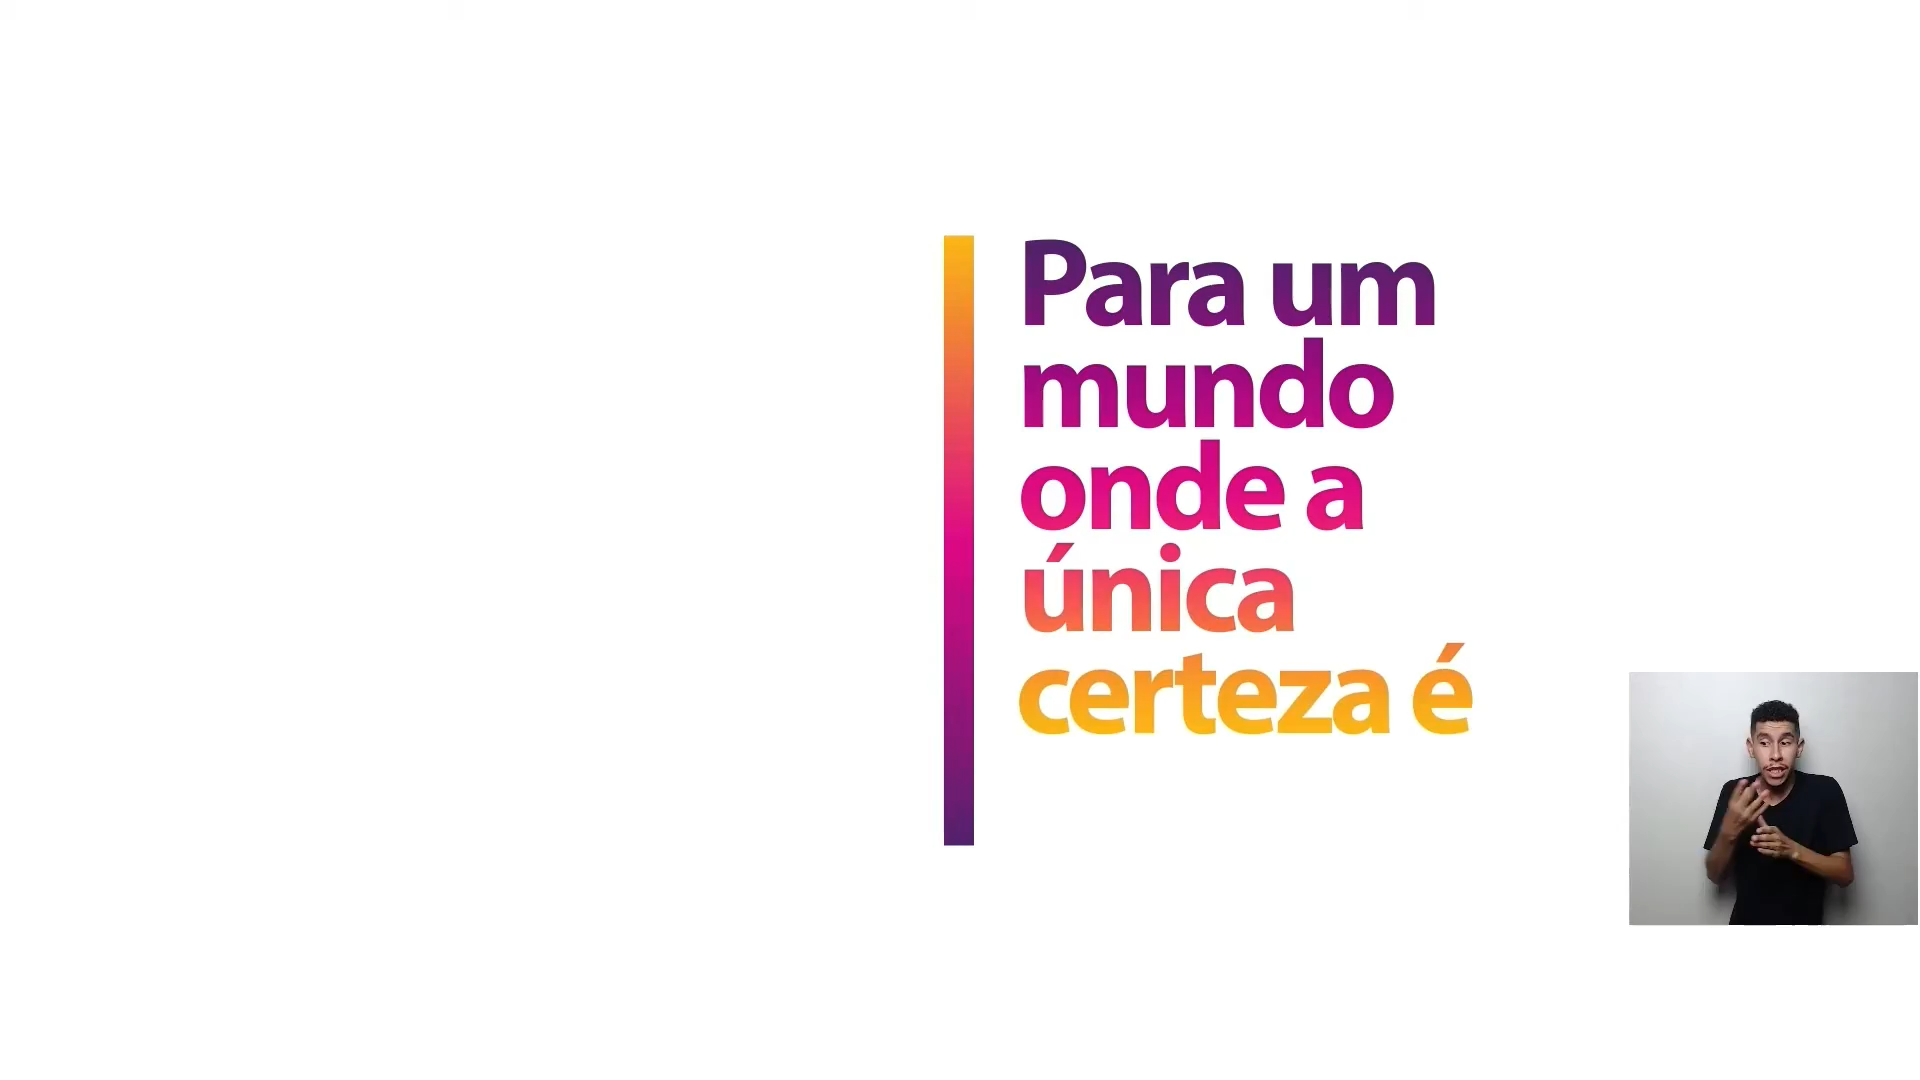 Para um
mundo
onde a
única
certeza é